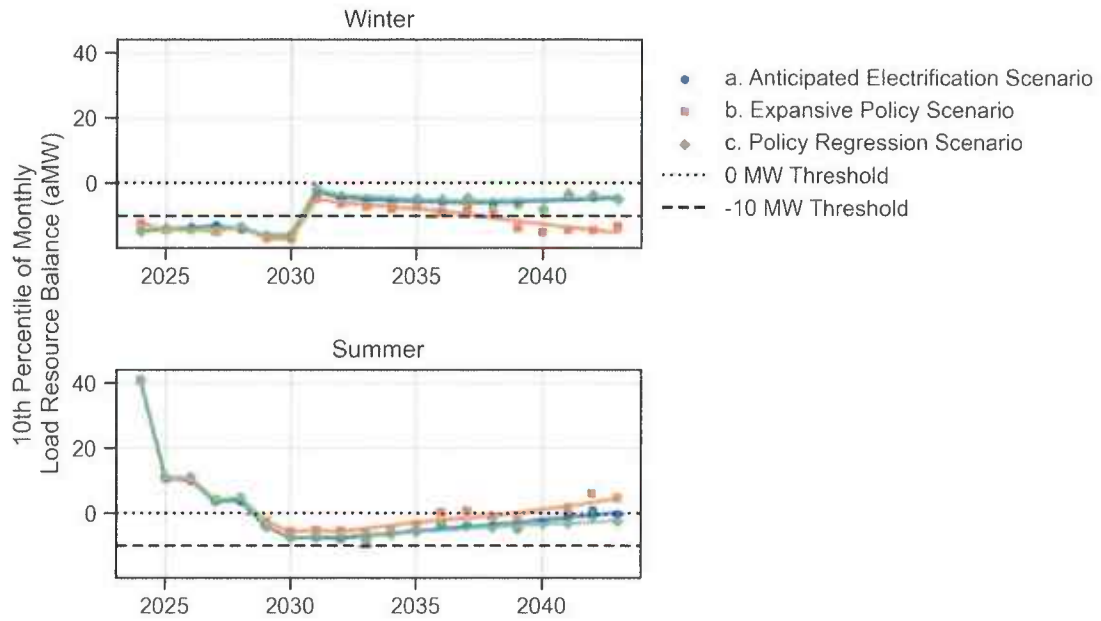 Winter
40
20
0
2025 2030 2035 2040
a. Anticipated Electrification Scenario
b. Expansive Policy Scenario
c. Policy Regression Scenario
0 MW Threshold
-10 MW Threshold
10th Percentile of Monthly
Load Resource Balance (aMW)
Summer
40
20
0
2025 2030 2035 2040